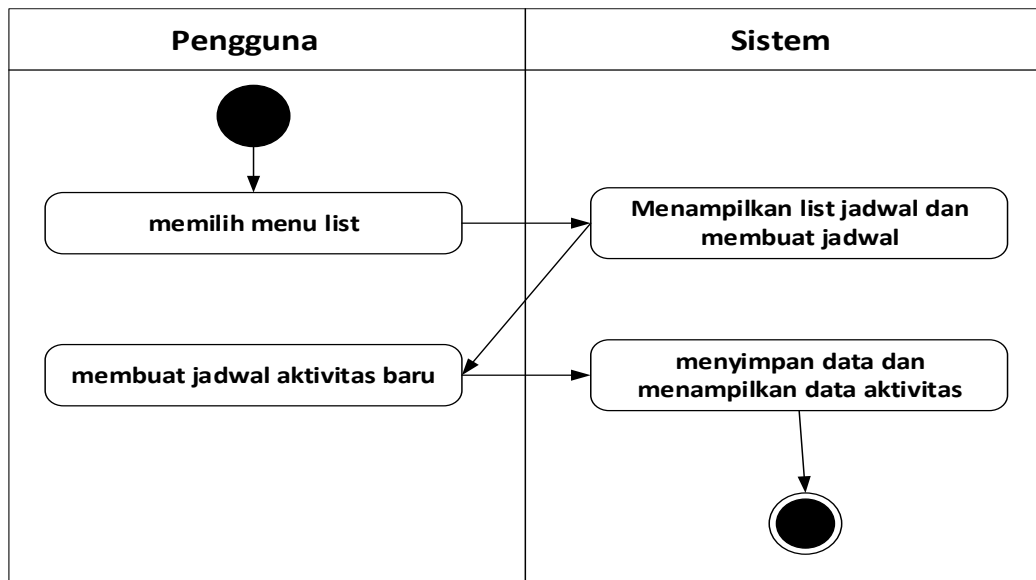 Pengguna
Sistem
memilih menu list
Menampilkan list jadwal dan
membuat jadwal
membuat jadwal aktivitas baru
menyimpan data dan
menampilkan data aktivitas